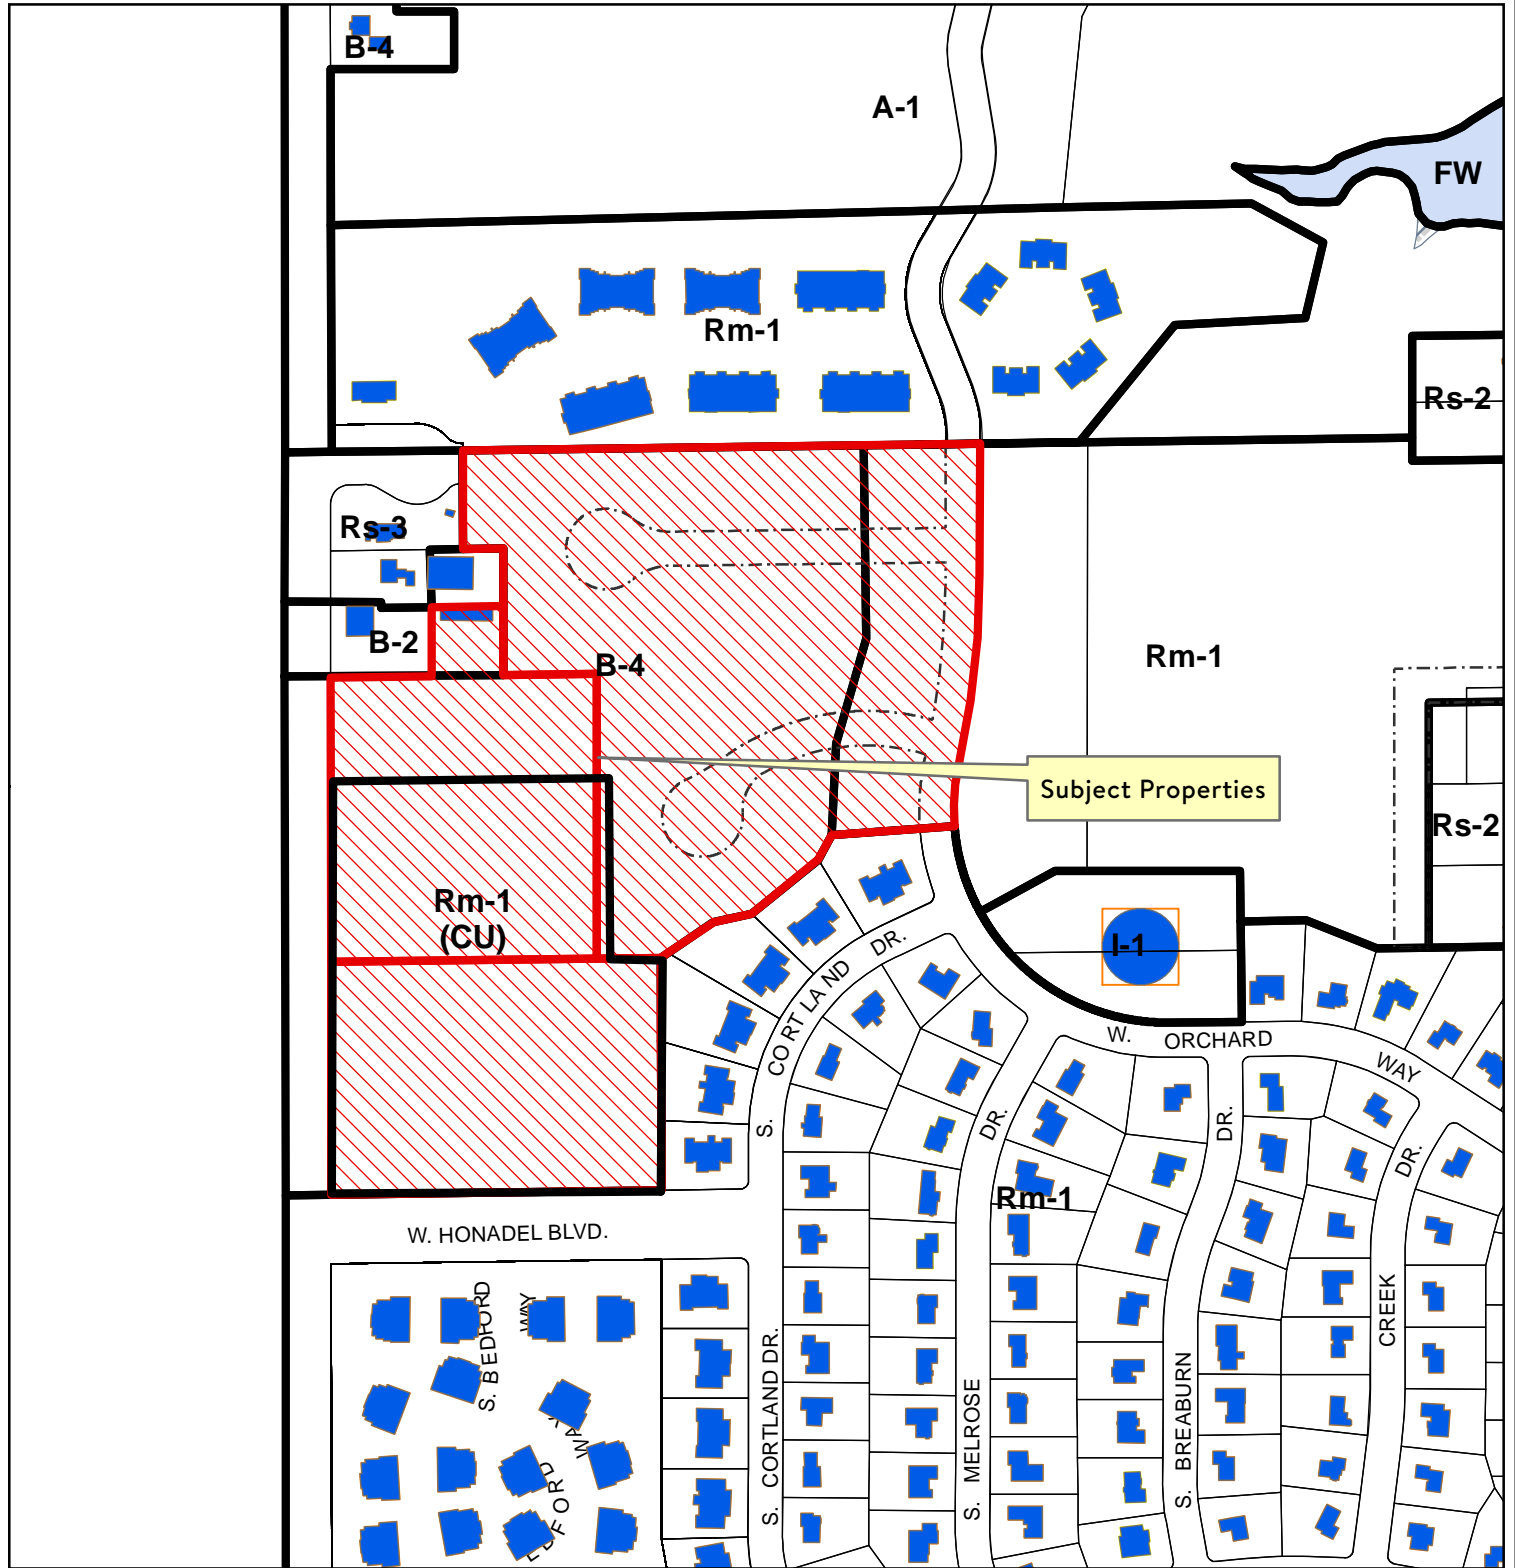 B-4
A-1
FW
Rm-1
Rs-2
Rs-3
B-2
B-4
Rm-1
Subject Properties
Rs-2
Rm-1
(CU)
I-1
S. CORTLAND DR.
W. ORCHARD WAY
DR.
DR.
DR.
Rm-1
W. HONADEL BLVD.
S. BEDFORD WAY
WAY
S. CORTLAND DR.
S. MELROSE
S. BREABURN
CREEK